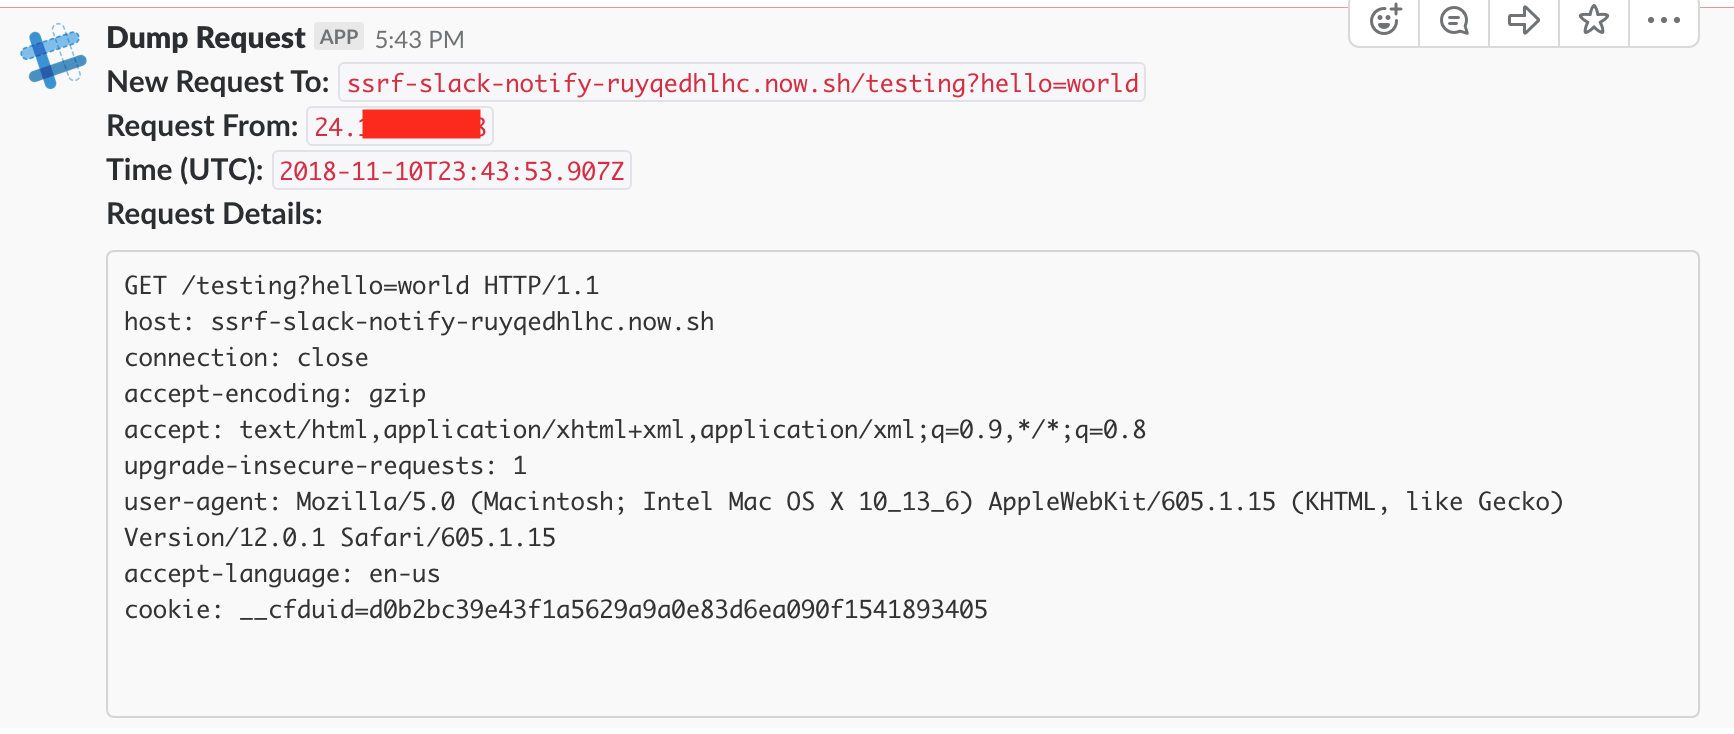 Dump Request APP 5:43 PM
New Request To: ssrf-slack-notify-ruyqedhlhc.now.sh/testing?hello=world
Request From: 24.
Time (UTC): 2018-11-10T23:43:53.907Z
Request Details:
GET /testing?hello=world HTTP/1.1
host: ssrf-slack-notify-ruyqedhlhc.now.sh
connection: close
accept-encoding: gzip
accept: text/html,application/xhtml+xml,application/xml;q=0.9,*/*;q=0.8
upgrade-insecure-requests: 1
user-agent: Mozilla/5.0 (Macintosh; Intel Mac OS X 10_13_6) AppleWebKit/605.1.15 (KHTML, like Gecko)
Version/12.0.1 Safari/605.1.15
accept-language: en-us
cookie: __cfduid=d0b2bc39e43f1a5629a9a0e83d6ea090f1541893405